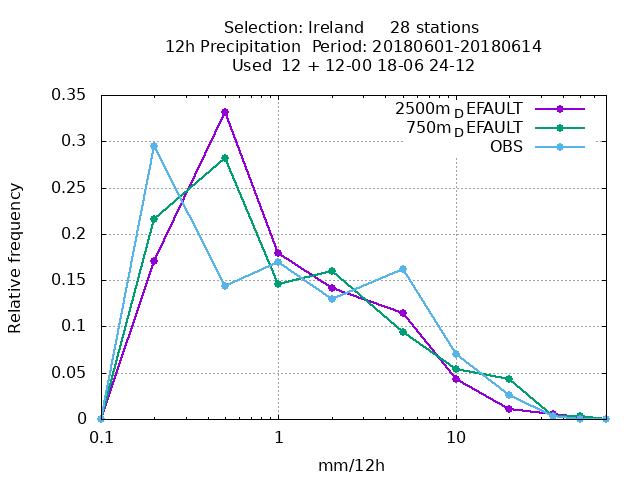 Selection: Ireland     28 stations
12h Precipitation  Period: 20180601-20180614
Used  12 + 12-00 18-06 24-12
2500m_DEFAULT
750m_DEFAULT
OBS
0.35
0.3
0.25
0.2
0.15
0.1
0.05
0
Relative frequency
0.1 1 10
mm/12h